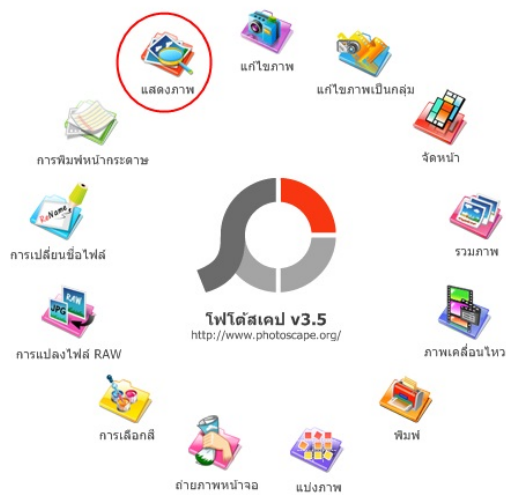 แก้ไขภาพ
แสดงภาพ
แก้ไขภาพเป็นกลุ่ม
การพิมพ์หน้ากระดาษ
จัดหน้า
ReName
การเปลี่ยนชื่อไฟล์
รวมภาพ
RAW
JPG
โฟโต้สเคป v3.5
http://www.photoscape.org/
การแปลงไฟล์ RAW
ภาพเคลื่อนไหว
การเลือกสี
พิมพ์
ถ่ายภาพหน้าจอ
แบ่งภาพ